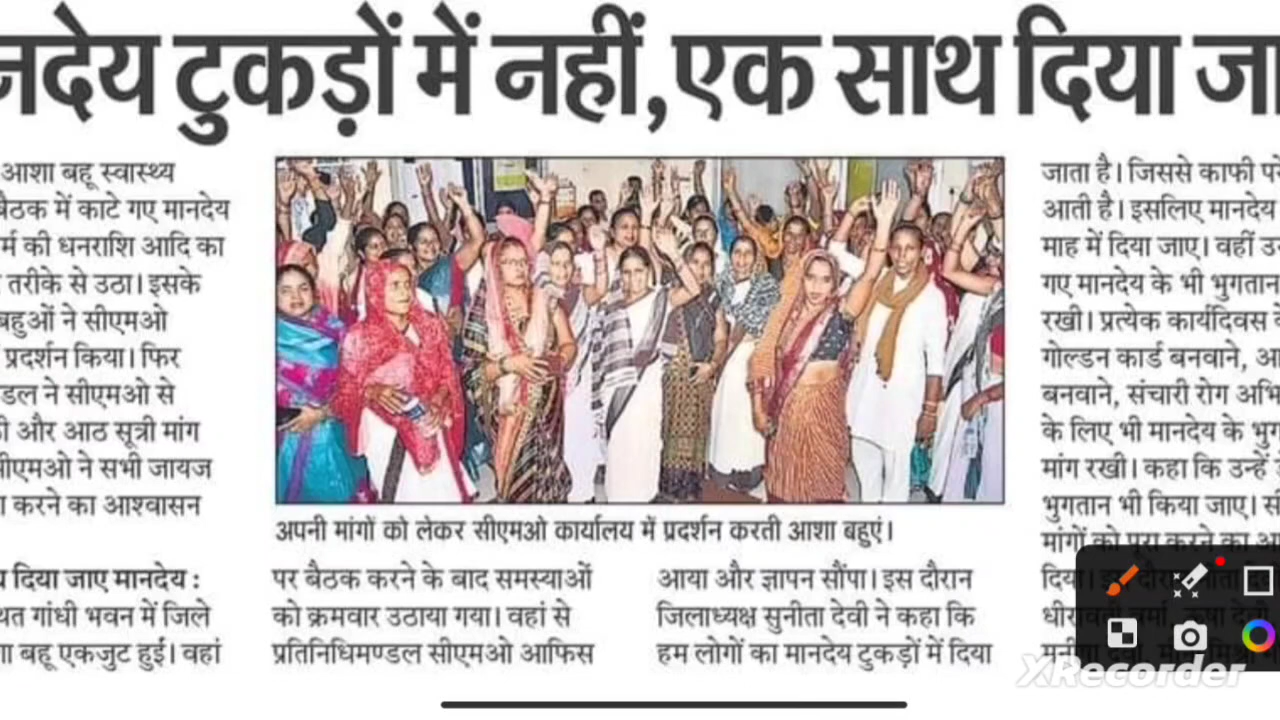 नदेय टुकड़ों में नहीं, एक साथ दिया जा
आशा बहू स्वास्थ्य
बैठक में काटे गए मानदेय
र्म की धनराशि आदि का
तरीके से उठा। इसके
बहुओं ने सीएमओ
प्रदर्शन किया। फिर
डल ने सीएमओ से
और आठ सूत्री मांग
सीएमओ ने सभी जायज
करने का आश्वासन
दिया जाए मानदेय :
थत गांधी भवन में जिले
बहू एकजुट हुईं। वहां
अपनी मांगों को लेकर सीएमओ कार्यालय में प्रदर्शन करती आशा बहुएं।
पर बैठक करने के बाद समस्याओं
को क्रमवार उठाया गया। वहां से
प्रतिनिधिमण्डल सीएमओ आफिस
आया और ज्ञापन सौंपा। इस दौरान
जिलाध्यक्ष सुनीता देवी ने कहा कि
हम लोगों का मानदेय टुकड़ों में दिया
जाता है। जिससे काफी परे
आती है। इसलिए मानदेय
माह में दिया जाए। वहीं उ
गए मानदेय के भी भुगतान
रखी। प्रत्येक कार्यदिवस
गोल्डन कार्ड बनवाने, आ
बनवाने, संचारी रोग अभि
के लिए भी मानदेय के भुग
मांग रखी। कहा कि उन्हें
भुगतान भी किया जाए। स
मांगों को पूरा करने का आ
दिया। इस दौरान
XRecorder